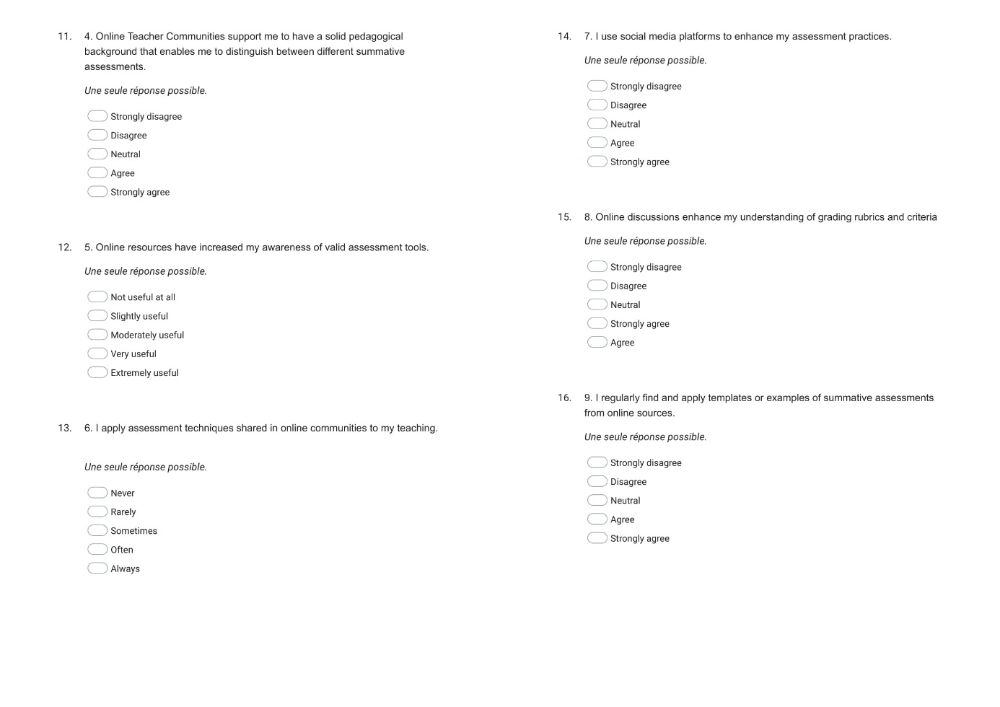 11. 4. Online Teacher Communities support me to have a solid pedagogical
background that enables me to distinguish between different summative
assessments.
Une seule réponse possible.
Strongly disagree
Disagree
Neutral
Agree
Strongly agree
12. 5. Online resources have increased my awareness of valid assessment tools.
Une seule réponse possible.
Not useful at all
Slightly useful
Moderately useful
Very useful
Extremely useful
13. 6. I apply assessment techniques shared in online communities to my teaching.
Une seule réponse possible.
Never
Rarely
Sometimes
Often
Always
14. 7. I use social media platforms to enhance my assessment practices.
Une seule réponse possible.
Strongly disagree
Disagree
Neutral
Agree
Strongly agree
15. 8. Online discussions enhance my understanding of grading rubrics and criteria
Une seule réponse possible.
Strongly disagree
Disagree
Neutral
Strongly agree
Agree
16. 9. I regularly find and apply templates or examples of summative assessments
from online sources.
Une seule réponse possible.
Strongly disagree
Disagree
Neutral
Agree
Strongly agree